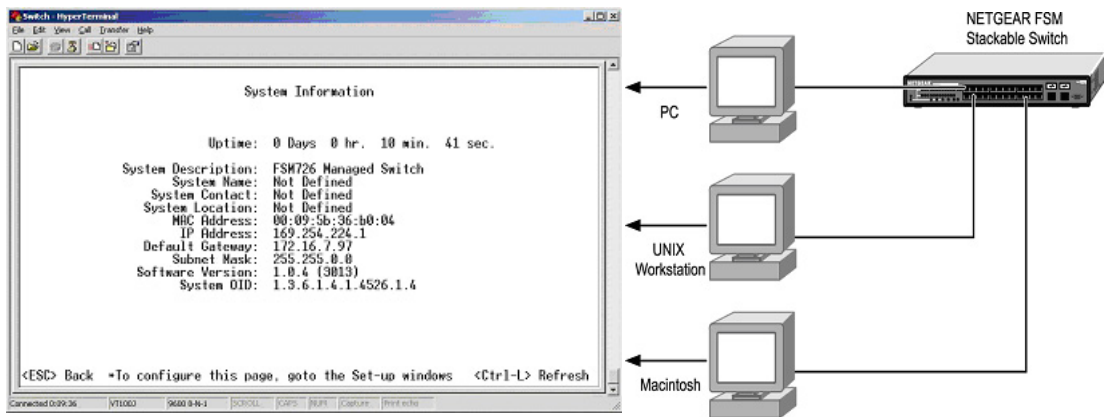 Switch - HyperTerminal
File Edit View Call Transfer Help
System Information
Uptime: 0 Days 0 hr. 10 min. 41 sec.
System Description: FSM726 Managed Switch
System Name: Not Defined
System Contact: Not Defined
System Location: Not Defined
MAC Address: 00:09:5b:36:b0:04
IP Address: 169.254.224.1
Default Gateway: 172.16.7.97
Subnet Mask: 255.255.0.0
Software Version: 1.0.4 (3013)
System OID: 1.3.6.1.4.1.4526.1.4
<ESC> Back *To configure this page, goto the Set-up windows <Ctrl-L> Refresh
Connected 0:09:36 VT100J 9600 8-N-1 SCROLL CAPS NUM Capture Print echo
NETGEAR FSM
Stackable Switch
PC
UNIX
Workstation
Macintosh
NETGEAR